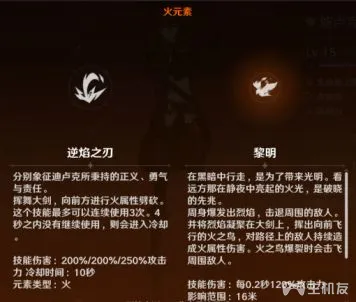 火元素
逆焰之刃
分别象征迪卢克所秉持的正义、勇气
与责任。
挥舞大剑，向前方进行火属性劈砍。
这个技能最多可以连续使用3次。4
秒之内没有继续使用，则会进入冷却
。
技能伤害：200%/200%/250%攻击
力 冷却时间：10秒
元素类型：火
黎明
在黑暗中行走，是为了带来光明。看
远方那在静夜中亮起的火光，是破晓
的先兆。
周身爆发出烈焰，击退周围的敌人。
并将烈焰凝聚在大剑上，挥出向前飞
行的火之鸟，对路径上的敌人持续造
成火属性伤害。火之鸟爆裂时会击飞
周围敌人。
技能伤害：每0.2秒120%攻击力
影响范围：16米
手机友